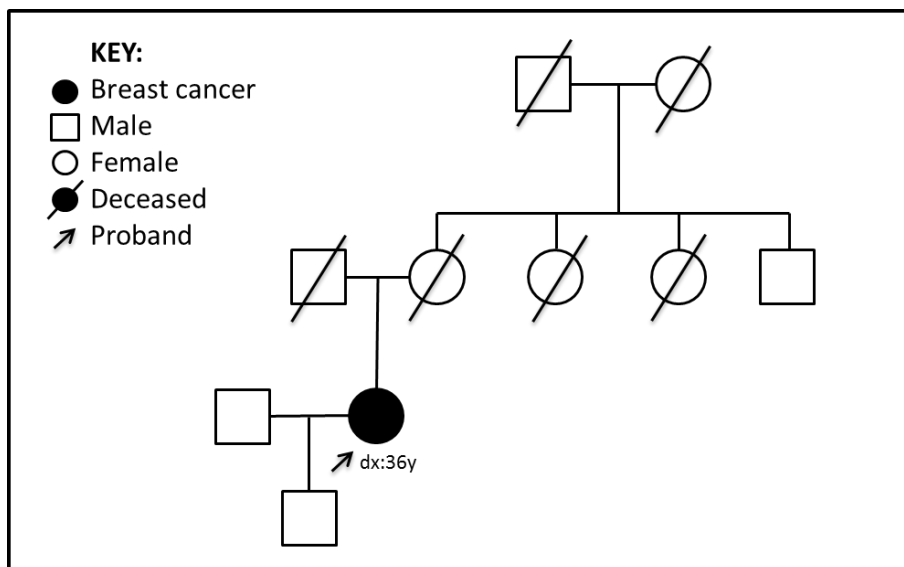 KEY:
Breast cancer
Male
Female
Deceased
Proband
dx:36y